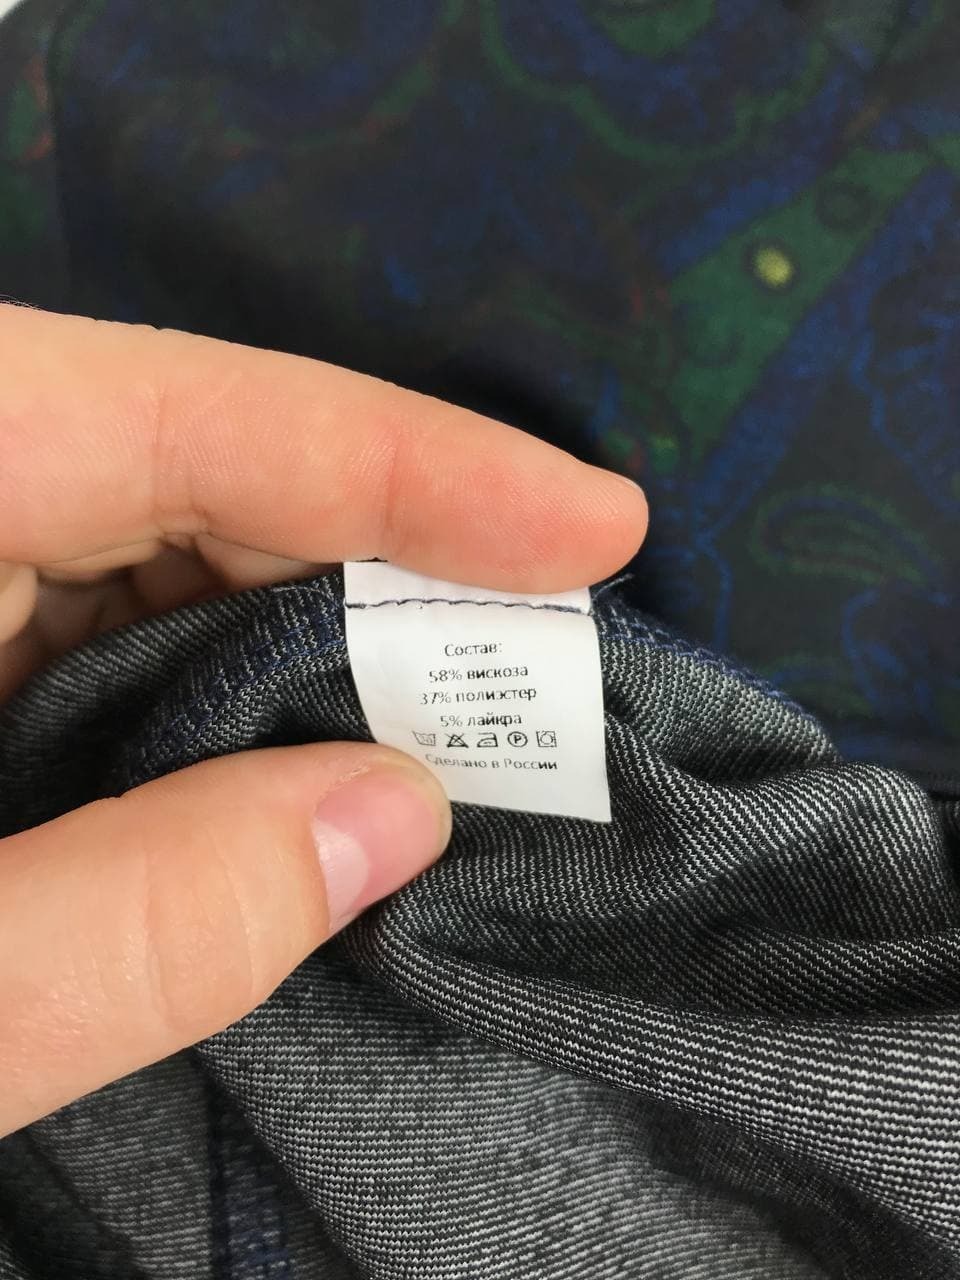 Состав:
58% вискоза
37% полиэстер
5% лайкра
Сделано в России